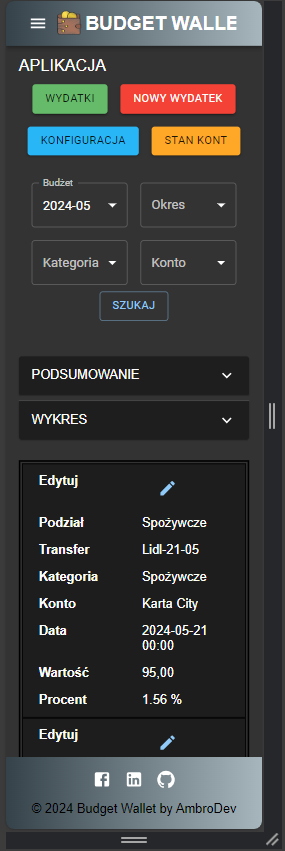 BUDGET WALLE
APLIKACJA
WYDATKI
NOWY WYDATEK
KONFIGURACJA
STAN KONT
Budżet
2024-05
Okres
Kategoria
Konto
SZUKAJ
PODSUMOWANIE
WYKRES
Edytuj
Podział Spożywcze
Transfer Lidl-21-05
Kategoria Spożywcze
Konto Karta City
Data 2024-05-21
00:00
Wartość 95,00
Procent 1.56 %
Edytuj
© 2024 Budget Wallet by AmbroDev